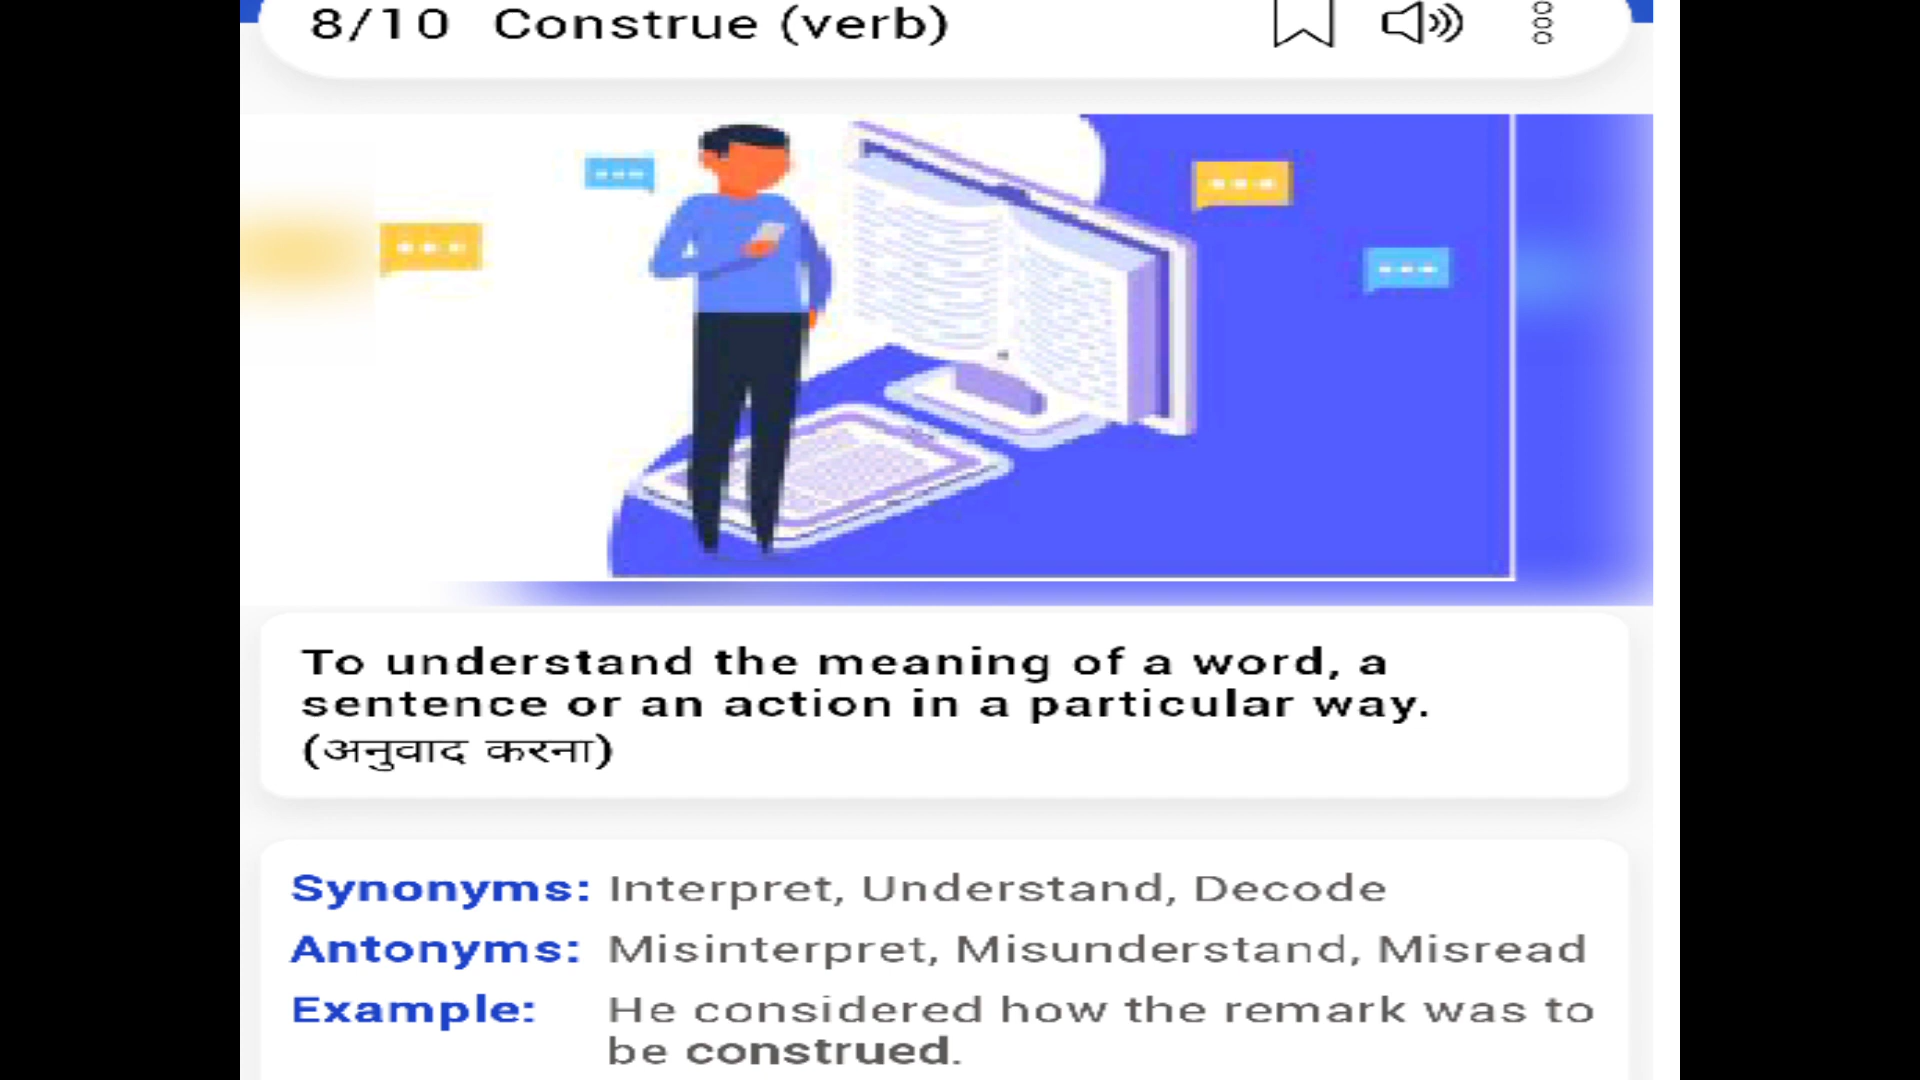 8/10 Construe (verb)
To understand the meaning of a word, a
sentence or an action in a particular way.
(अनुवाद करना)
Synonyms: Interpret, Understand, Decode
Antonyms: Misinterpret, Misunderstand, Misread
Example: He considered how the remark was to
be construed.